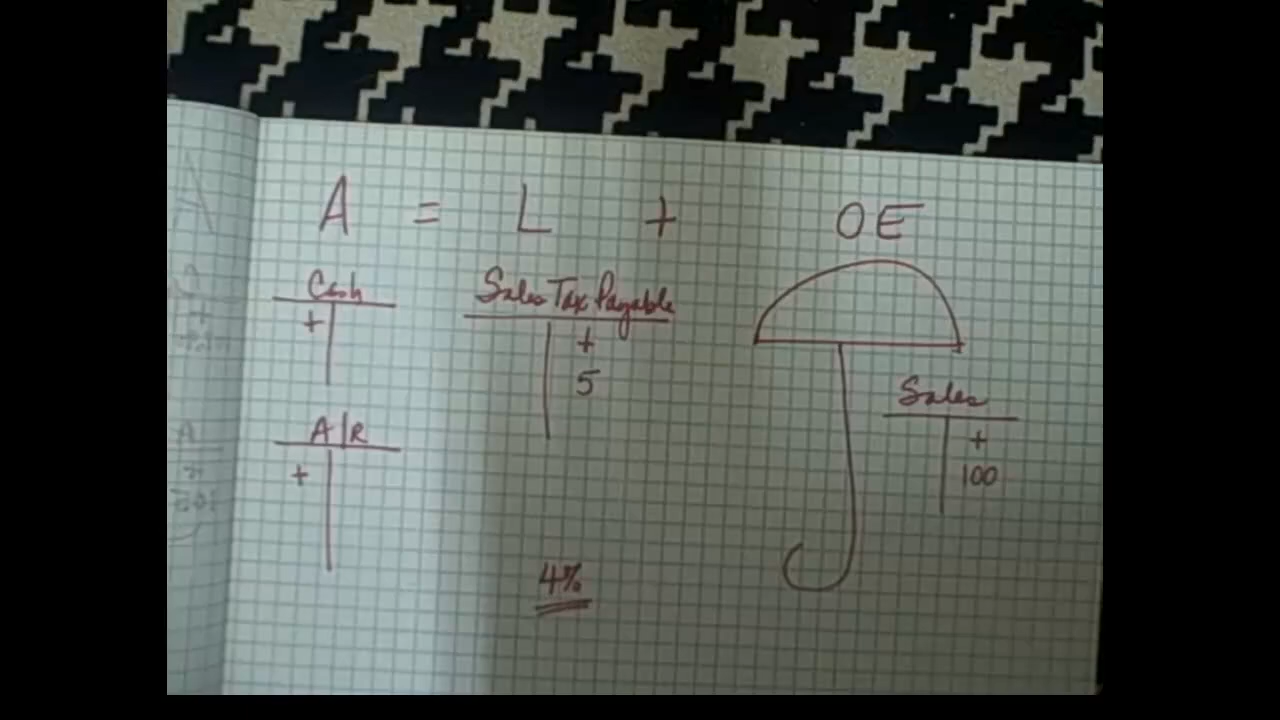 A = L + OE
Cash
+
Sales Tax Payable
+
5
Sales
+
100
A/R
+
4%